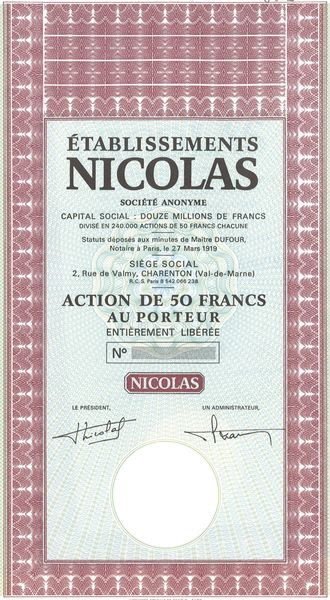 ÉTABLISSEMENTS
NICOLAS
SOCIÉTÉ ANONYME
CAPITAL SOCIAL : DOUZE MILLIONS DE FRANCS
DIVISÉ EN 240.000 ACTIONS DE 50 FRANCS CHACUNE
Statuts déposés aux minutes de Maître DUFOUR,
Notaire à Paris, le 27 Mars 1919
SIÈGE SOCIAL
2, Rue de Valmy, CHARENTON (Val-de-Marne)
R.C.S. Paris B 542 066 238
ACTION DE 50 FRANCS
AU PORTEUR
ENTIÈREMENT LIBÉRÉE
N°
NICOLAS
LE PRÉSIDENT, UN ADMINISTRATEUR,